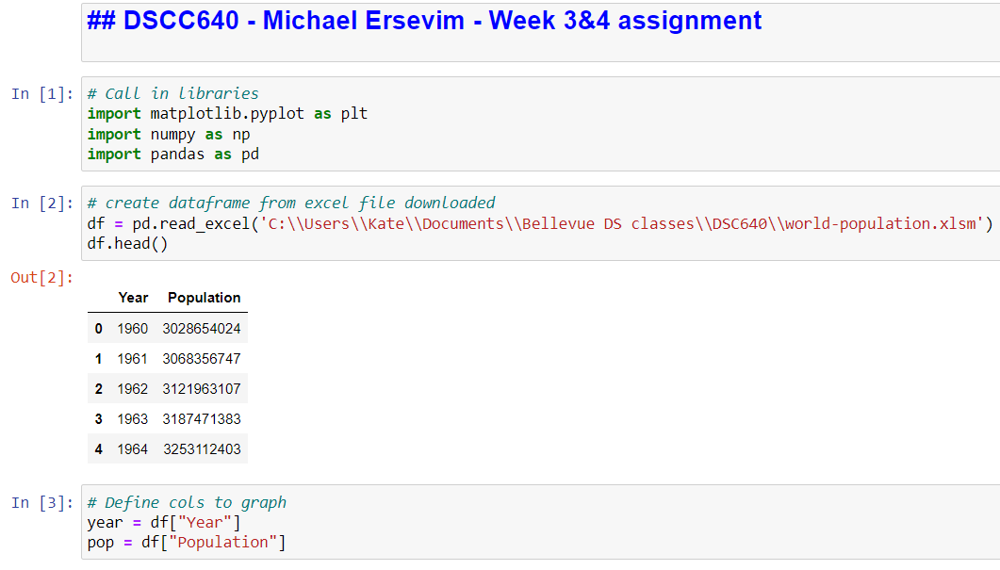 ## DSCC640 - Michael Ersevim - Week 3&4 assignment
In [1]:
# Call in libraries
import matplotlib.pyplot as plt
import numpy as np
import pandas as pd
In [2]:
# create dataframe from excel file downloaded
df = pd.read_excel('C:\\Users\\Kate\\Documents\\Bellevue DS classes\\DSC640\\world-population.xlsm')
df.head()
Out[2]:
Year Population
0 1960 3028654024
1 1961 3068356747
2 1962 3121963107
3 1963 3187471383
4 1964 3253112403
In [3]:
# Define cols to graph
year = df["Year"]
pop = df["Population"]